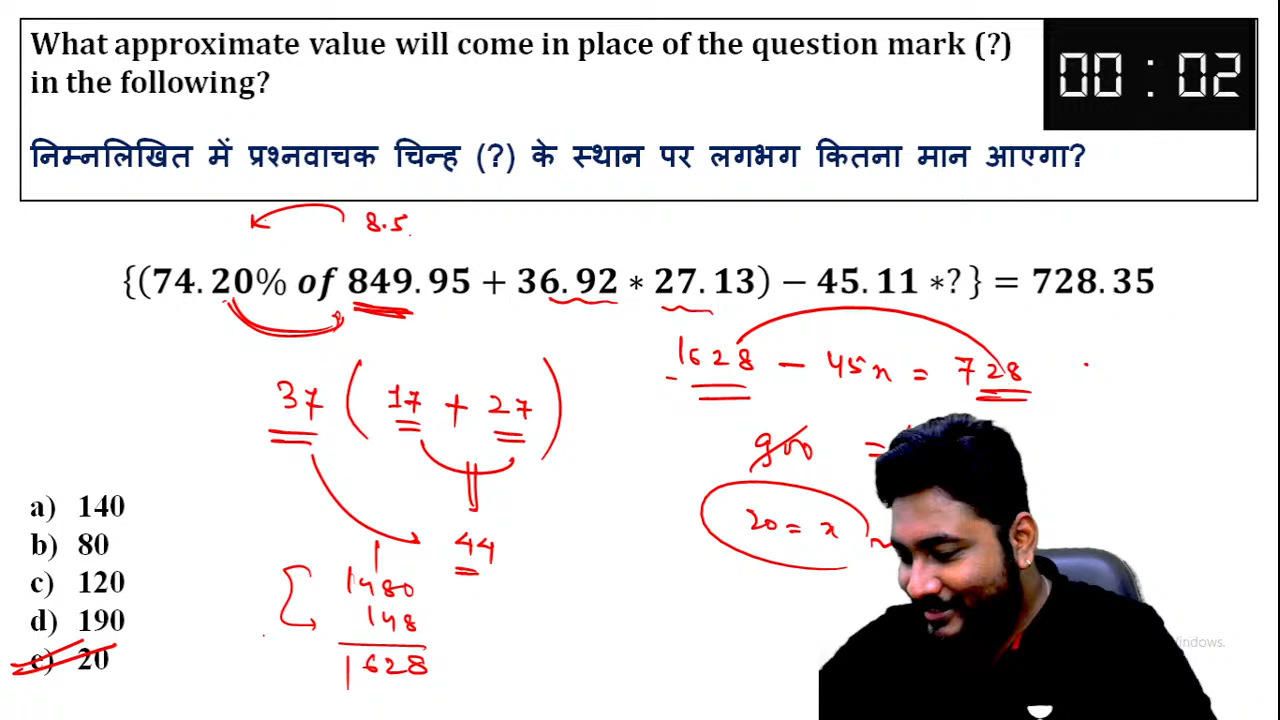 What approximate value will come in place of the question mark (?)
in the following?
00:02
निम्नलिखित में प्रश्नवाचक चिन्ह (?) के स्थान पर लगभग कितना मान आएगा?
8.5
{(74.20% of 849.95 + 36.92 * 27.13) − 45.11 *? } = 728.35
1628 − 45x = 728
37 ( 17 + 27 )
900 =
20 = x
44
1480
148
1628
a) 140
b) 80
c) 120
d) 190
e) 20